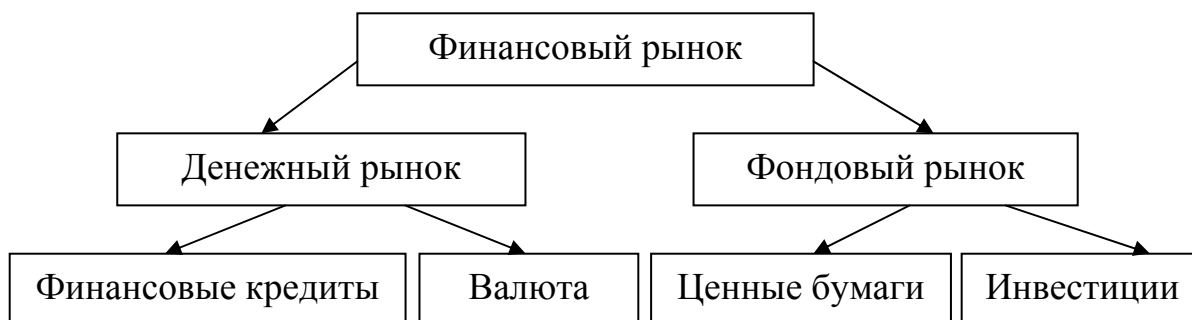 Финансовый рынок
Денежный рынок
Фондовый рынок
Финансовые кредиты
Валюта
Ценные бумаги
Инвестиции